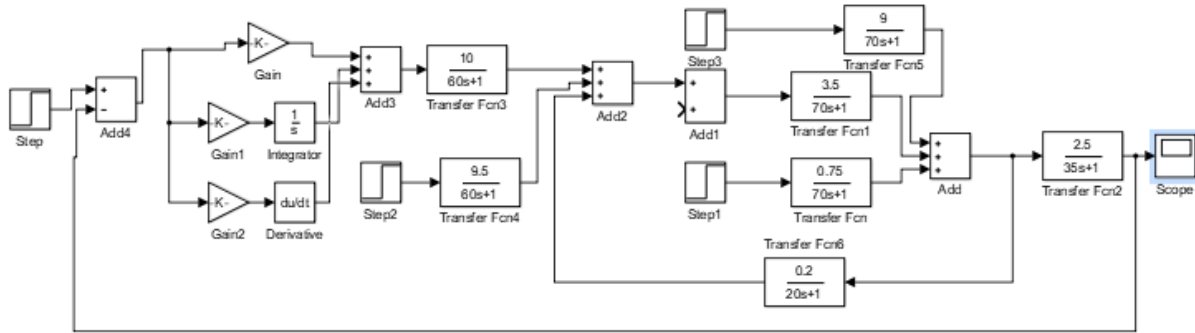 Step
+
−
Add4
-K-
Gain
-K-
Gain1
-K-
Gain2
1
s
Integrator
du/dt
Derivative
+
+
+
Add3
10
60s+1
Transfer Fcn3
Step2
9.5
60s+1
Transfer Fcn4
+
+
+
Add2
Step3
9
70s+1
Transfer Fcn5
+
+
Add1
3.5
70s+1
Transfer Fcn1
Step1
0.75
70s+1
Transfer Fcn
+
+
+
Add
2.5
35s+1
Transfer Fcn2
Scope
Transfer Fcn6
0.2
20s+1